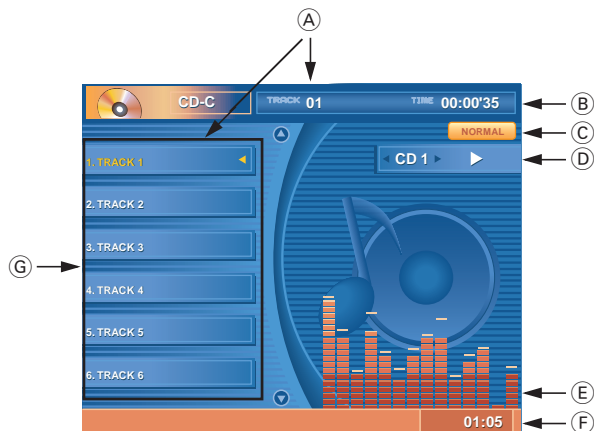 Ⓐ
CD-C TRACK 01 TIME 00:00'35 Ⓑ
NORMAL Ⓒ
CD 1 Ⓓ
1. TRACK 1
2. TRACK 2
3. TRACK 3
Ⓖ
4. TRACK 4
5. TRACK 5
6. TRACK 6
Ⓔ
01:05 Ⓕ